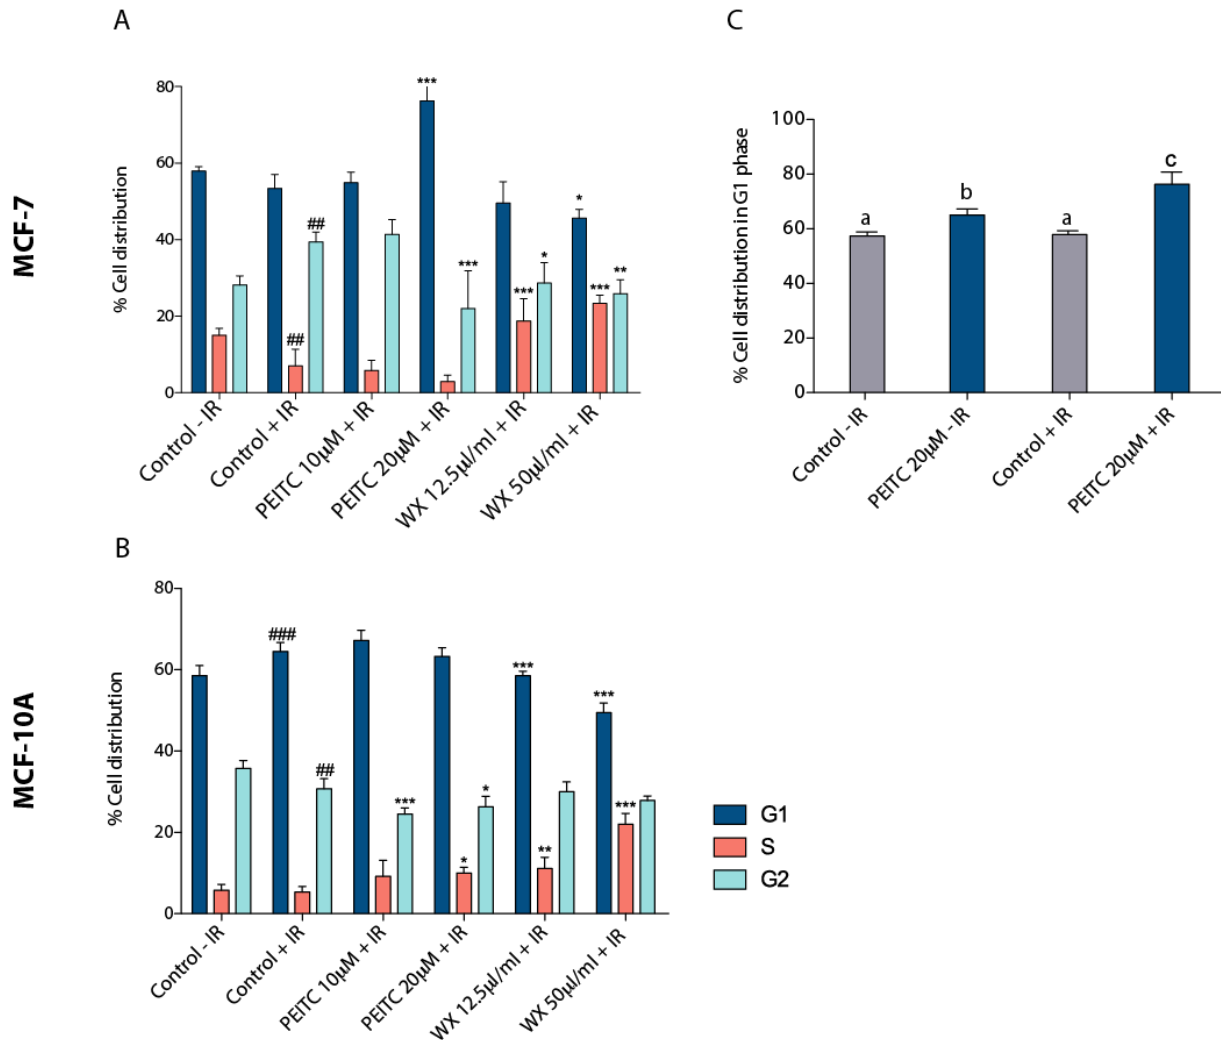 A
MCF-7
% Cell distribution
80
60
40
20
0
##
##
***
***
***
*
*
***
**
Control - IR
Control + IR
PEITC 10µM + IR
PEITC 20µM + IR
WX 12.5µl/ml + IR
WX 50µl/ml + IR
C
% Cell distribution in G1 phase
100
80
60
40
20
0
a
b
a
c
Control - IR
PEITC 20µM - IR
Control + IR
PEITC 20µM + IR
B
MCF-10A
% Cell distribution
80
60
40
20
0
###
##
***
*
*
***
**
***
***
Control - IR
Control + IR
PEITC 10µM + IR
PEITC 20µM + IR
WX 12.5µl/ml + IR
WX 50µl/ml + IR
G1
S
G2